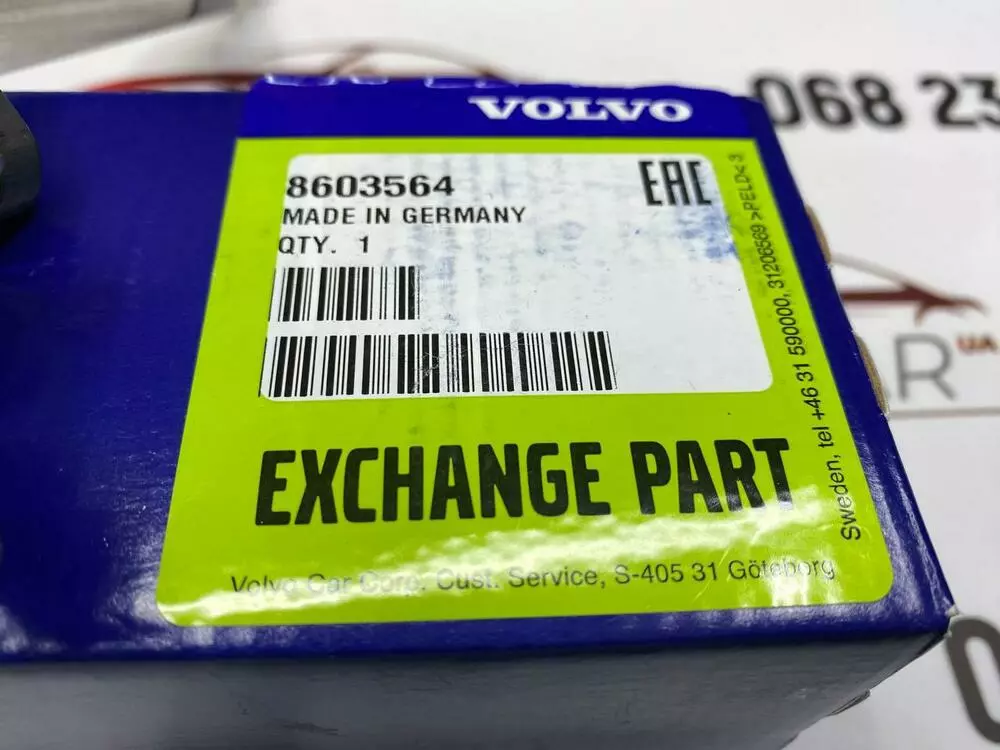 VOLVO
8603564
EAC
MADE IN GERMANY
QTY. 1
EXCHANGE PART
Volvo Car Corp. Cust. Service, S-405 31 Göteborg
Sweden, tel +46 31 590000, 31206569 >PELD< 3
068 23
R UA